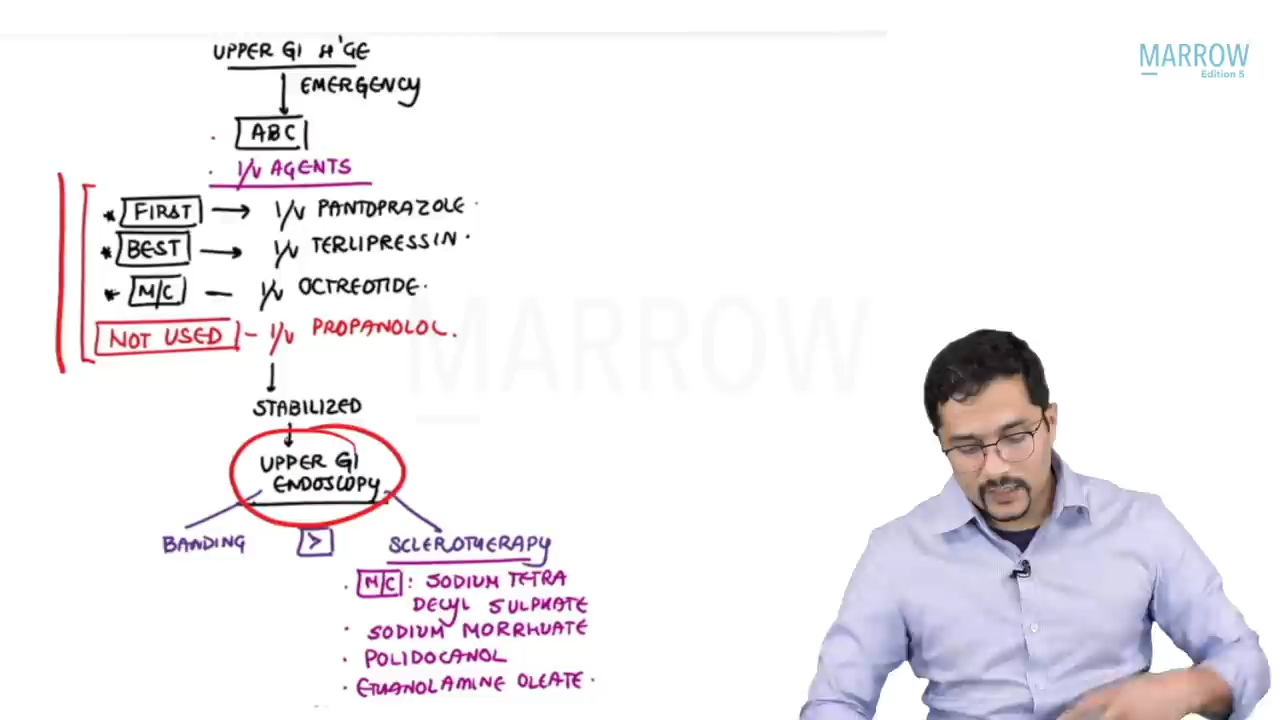 UPPER GI H'GE
EMERGENCY
ABC
I/V AGENTS
* FIRST → I/V PANTOPRAZOLE
* BEST → I/V TERLIPRESSIN
* M/C — I/V OCTREOTIDE
NOT USED - I/V PROPANOLOL.
STABILIZED
UPPER GI
ENDOSCOPY
BANDING > SCLEROTHERAPY
· M/C : SODIUM TETRA
DECYL SULPHATE
· SODIUM MORRHUATE
· POLIDOCANOL
· ETHANOLAMINE OLEATE
MARROW
Edition 5
MARROW